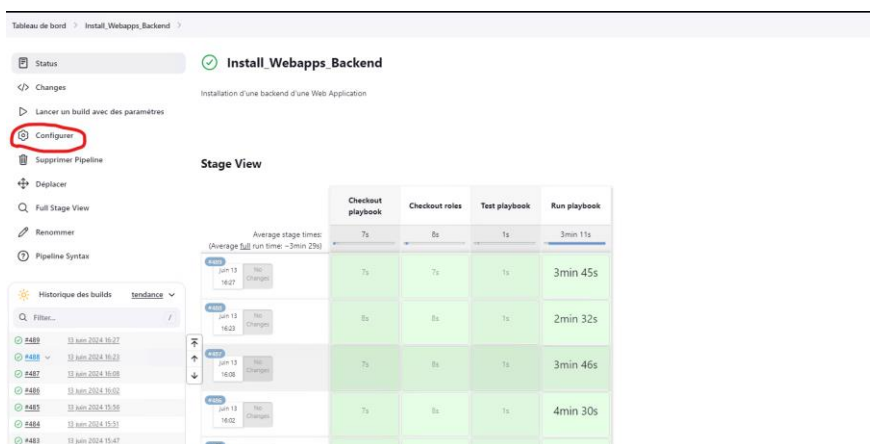 Tableau de bord > Install_Webapps_Backend >
Status
Changes
Lancer un build avec des paramètres
Configurer
Supprimer Pipeline
Déplacer
Full Stage View
Renommer
Pipeline Syntax
Historique des builds tendance
Filter... /
#489 13 juin 2024 16:27
#488 13 juin 2024 16:23
#487 13 juin 2024 16:08
#486 13 juin 2024 16:02
#485 13 juin 2024 15:59
#484 13 juin 2024 15:51
#483 13 juin 2024 15:47
Install_Webapps_Backend
Installation d'une backend d'une Web Application
Stage View
Checkout playbook Checkout roles Test playbook Run playbook
Average stage times: 7s 8s 1s 3min 11s
(Average full run time: ~3min 29s)
#489
juin 13 No Changes
16:27
7s 7s 1s 3min 45s
#488
juin 13 No Changes
16:23
8s 8s 1s 2min 32s
#487
juin 13 No Changes
16:08
7s 8s 1s 3min 46s
#486
juin 13 No Changes
16:02
7s 8s 1s 4min 30s